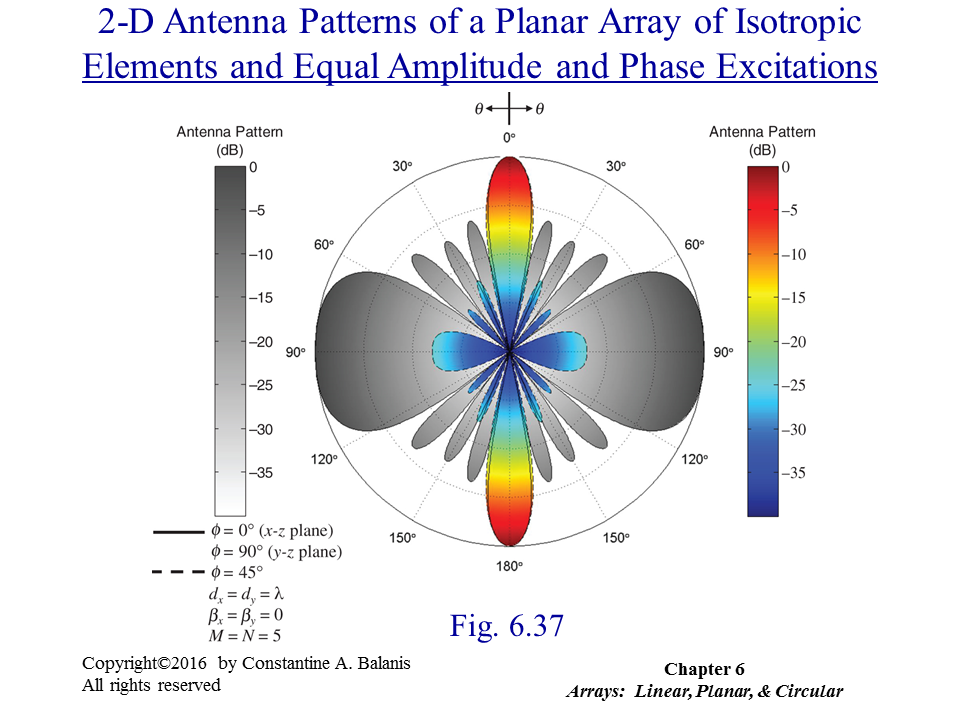 2-D Antenna Patterns of a Planar Array of Isotropic
Elements and Equal Amplitude and Phase Excitations
θ θ
0°
Antenna Pattern
(dB)
0
−5
−10
−15
−20
−25
−30
−35
30°
60°
90°
120°
150°
180°
30°
60°
90°
120°
150°
Antenna Pattern
(dB)
0
−5
−10
−15
−20
−25
−30
−35
ϕ = 0° (x-z plane)
ϕ = 90° (y-z plane)
ϕ = 45°
dₓ = d_y = λ
βₓ = β_y = 0
M = N = 5
Fig. 6.37
Copyright©2016 by Constantine A. Balanis
All rights reserved
Chapter 6
Arrays: Linear, Planar, & Circular